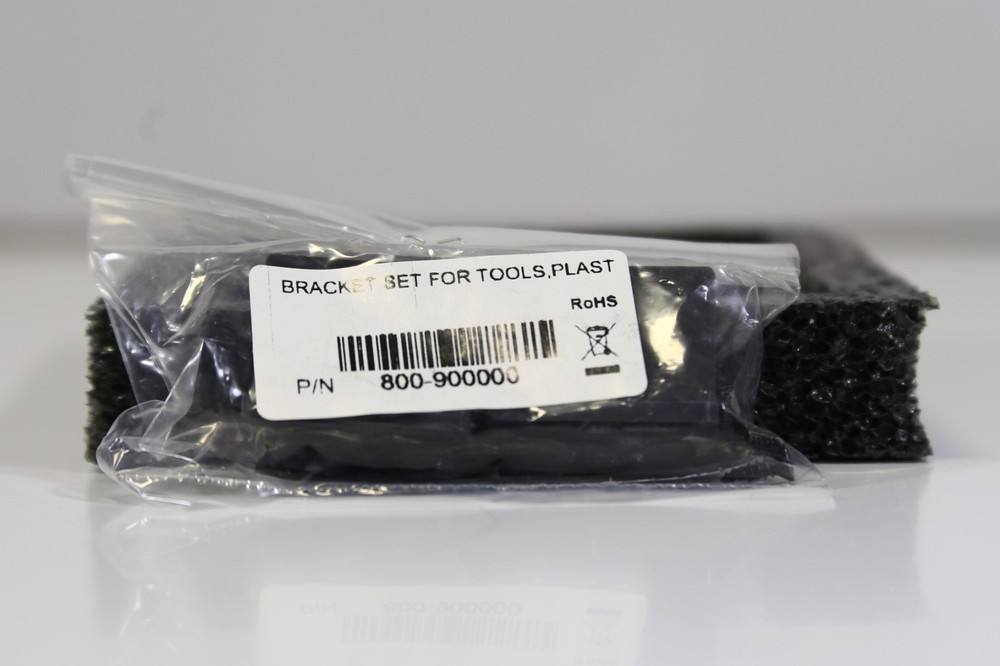 BRACKET SET FOR TOOLS,PLAST
RoHS
P/N 800-900000